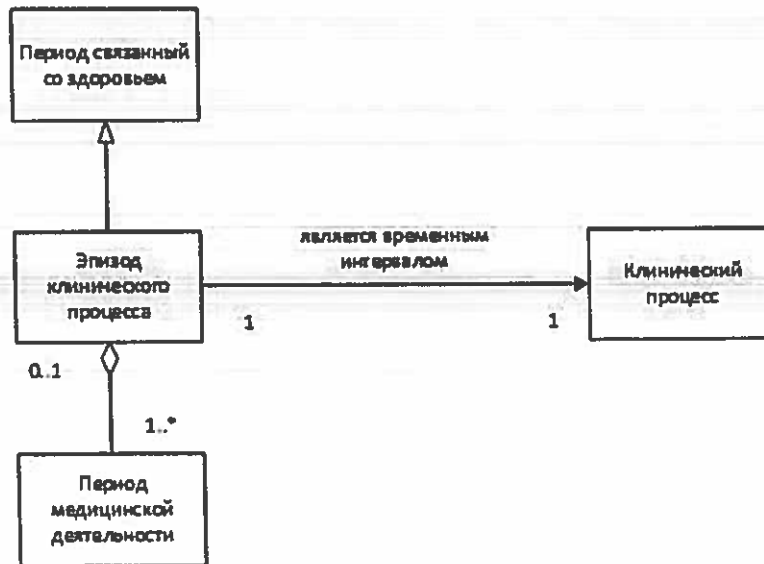 Период связанный
со здоровьем
является временным
интервалом
Эпизод
клинического
процесса
Клинический
процесс
1
1
0..1
1..*
Период
медицинской
деятельности